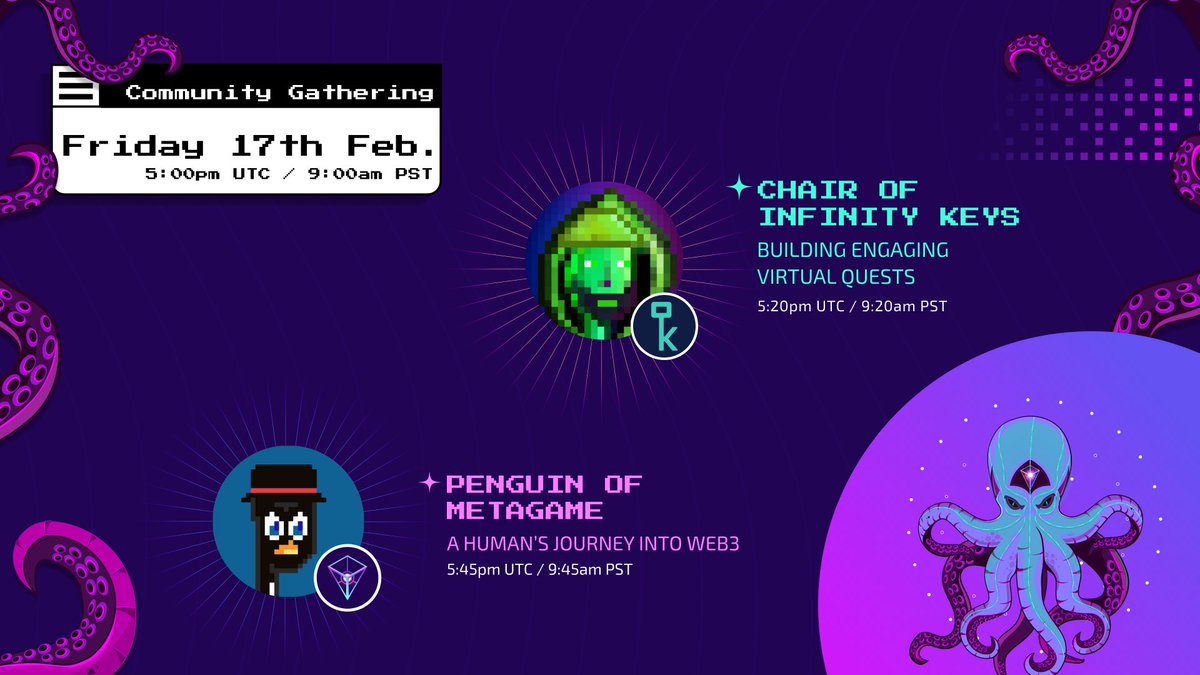 Community Gathering
Friday 17th Feb.
5:00pm UTC / 9:00am PST
CHAIR OF
INFINITY KEYS
BUILDING ENGAGING
VIRTUAL QUESTS
5:20pm UTC / 9:20am PST
k
PENGUIN OF
METAGAME
A HUMAN'S JOURNEY INTO WEB3
5:45pm UTC / 9:45am PST